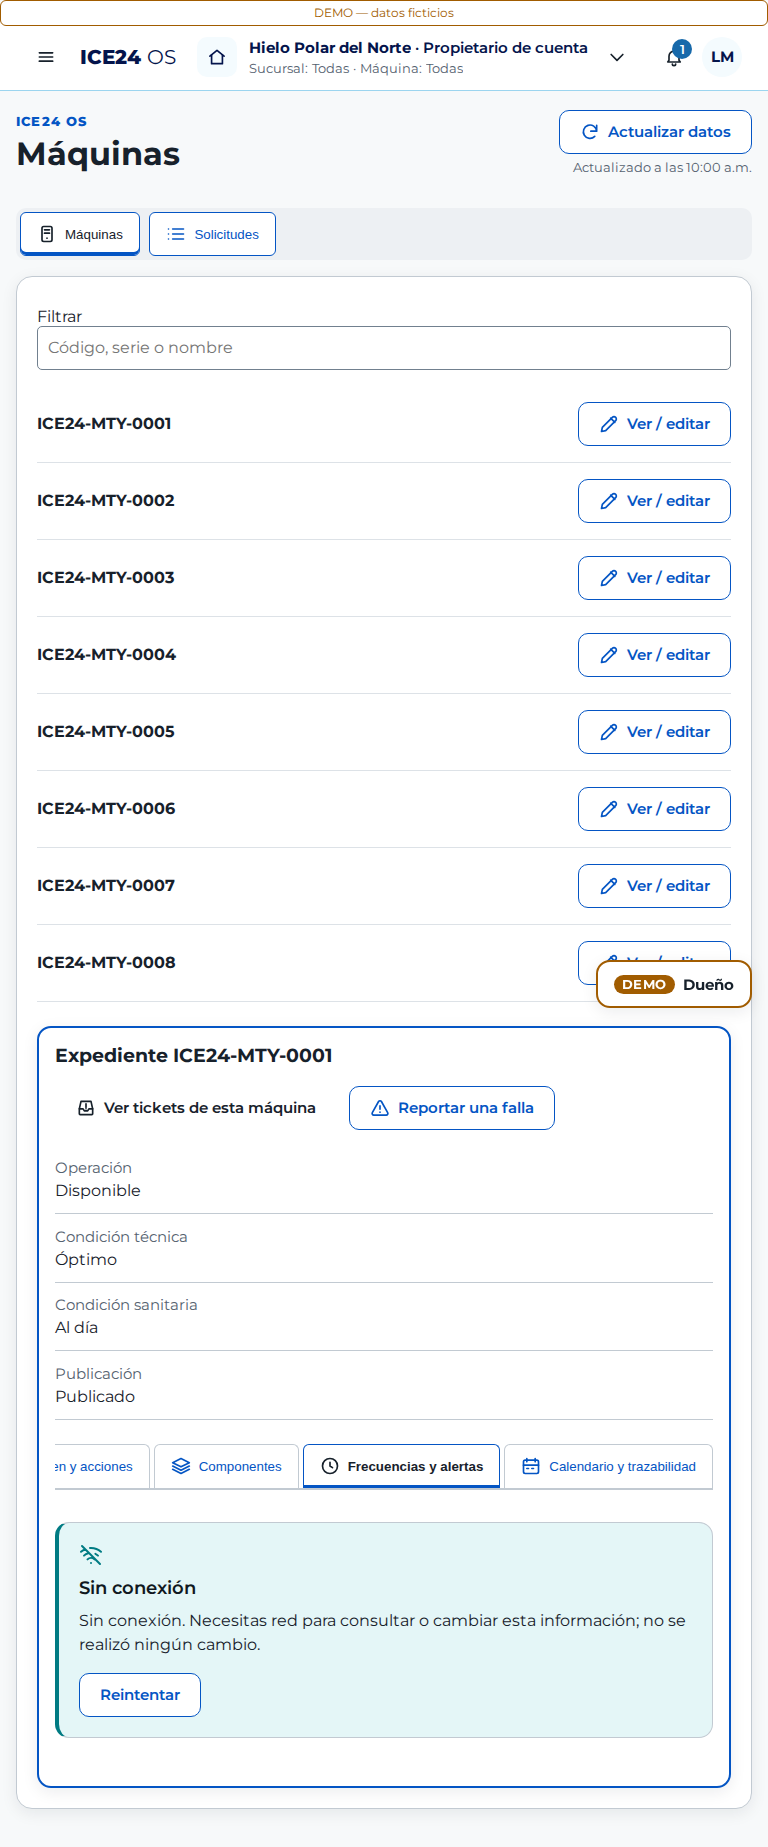 DEMO — datos ficticios
ICE24 OS
Hielo Polar del Norte · Propietario de cuenta
Sucursal: Todas · Máquina: Todas
1
LM
ICE24 OS
Máquinas
Actualizar datos
Actualizado a las 10:00 a.m.
Máquinas
Solicitudes
Filtrar
Código, serie o nombre
ICE24-MTY-0001
Ver / editar
ICE24-MTY-0002
Ver / editar
ICE24-MTY-0003
Ver / editar
ICE24-MTY-0004
Ver / editar
ICE24-MTY-0005
Ver / editar
ICE24-MTY-0006
Ver / editar
ICE24-MTY-0007
Ver / editar
ICE24-MTY-0008
DEMO Dueño
Expediente ICE24-MTY-0001
Ver tickets de esta máquina
Reportar una falla
Operación
Disponible
Condición técnica
Óptimo
Condición sanitaria
Al día
Publicación
Publicado
en y acciones
Componentes
Frecuencias y alertas
Calendario y trazabilidad
Sin conexión
Sin conexión. Necesitas red para consultar o cambiar esta información; no se
realizó ningún cambio.
Reintentar